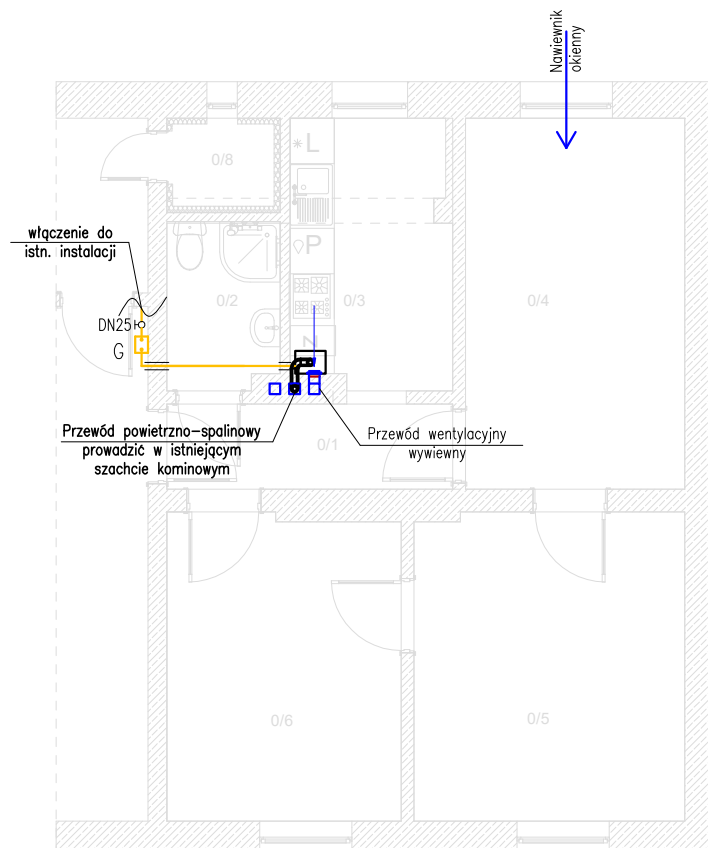 Nawiewnik
okienny
0/8
*L
włączenie do
istn. instalacji
P
0/2
0/3
0/4
DN25
G
Z
Przewód powietrzno-spalinowy
prowadzić w istniejącym
szachcie kominowym
0/1
Przewód wentylacyjny
wywiewny
0/6
0/5